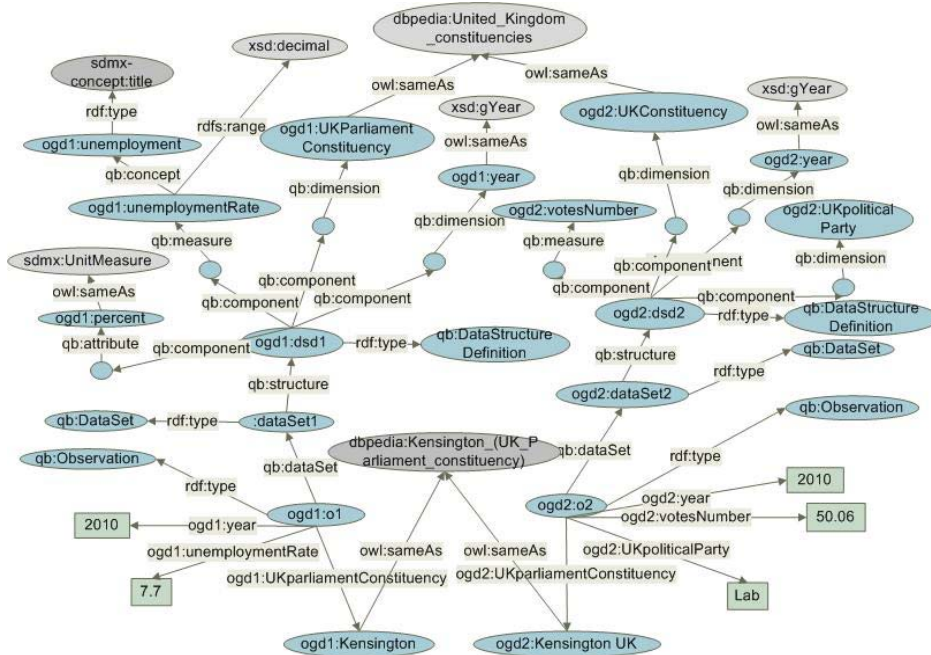 dbpedia:United_Kingdom
_constituencies
xsd:decimal
sdmx-
concept:title
owl:sameAs
owl:sameAs
xsd:gYear
xsd:gYear
rdf:type
rdfs:range
ogd1:UKParliament
Constituency
ogd2:UKConstituency
owl:sameAs
owl:sameAs
ogd1:unemployment
ogd2:year
qb:concept
qb:dimension
ogd1:year
qb:dimension
qb:dimension
ogd1:unemploymentRate
qb:dimension
ogd2:votesNumber
ogd2:UKpolitical
Party
qb:measure
qb:measure
sdmx:UnitMeasure
qb:dimension
qb:component
nent
owl:sameAs
qb:component
qb:component
qb:component
qb:component
qb:component
ogd1:percent
ogd2:dsd2
rdf:type
qb:DataStructure
Definition
qb:attribute
qb:component
ogd1:dsd1
rdf:type
qb:DataStructure
Definition
qb:DataSet
qb:structure
qb:structure
rdf:type
ogd2:dataSet2
qb:DataSet
rdf:type
:dataSet1
qb:Observation
dbpedia:Kensington_(UK_P
arliament_constituency)
qb:Observation
qb:dataSet
qb:dataSet
rdf:type
rdf:type
2010
ogd2:o2
ogd2:year
ogd1:o1
2010
ogd1:year
ogd2:votesNumber
50.06
ogd1:unemploymentRate
owl:sameAs
owl:sameAs
ogd2:UKpoliticalParty
ogd1:UKparliamentConstituency
ogd2:UKparliamentConstituency
7.7
Lab
ogd1:Kensington
ogd2:Kensington UK